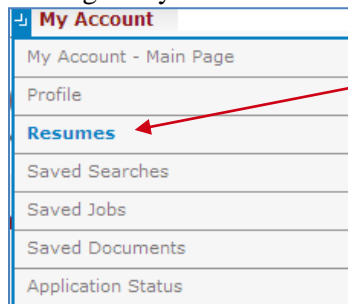 My Account
My Account - Main Page
Profile
Resumes
Saved Searches
Saved Jobs
Saved Documents
Application Status